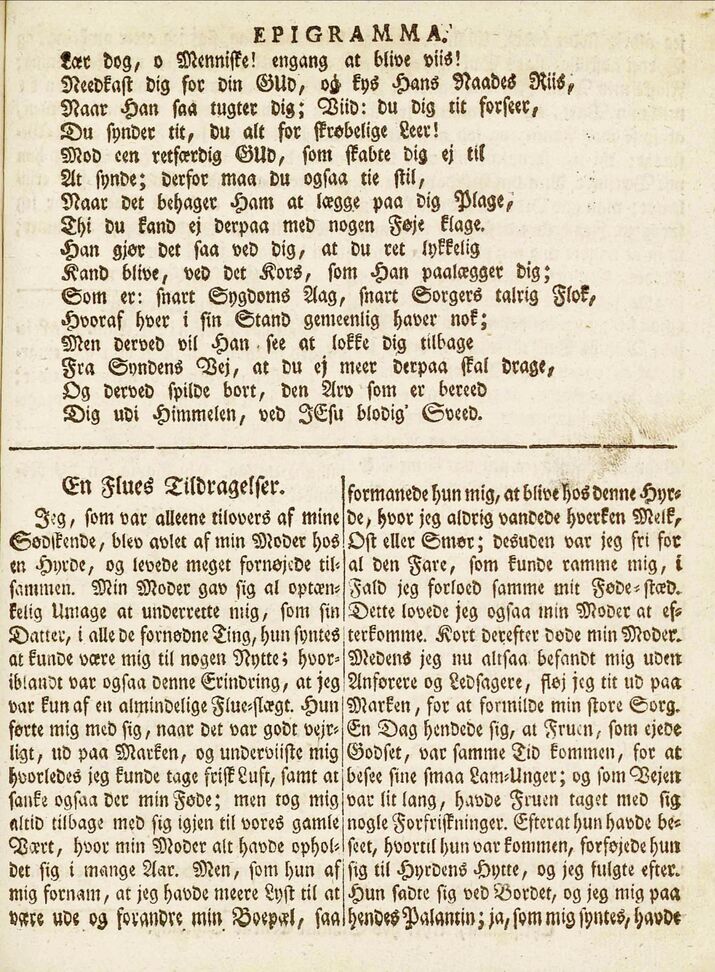 EPIGRAMMA.
Lær dog, o Menniske! engang at blive viis!
Needkast dig for din GUd, og kys Hans Naades Riis,
Naar Han saa tugter dig; Viid: du dig tit forseer,
Du synder tit, du alt for skrøbelige Leer!
Mod een retfærdig GUd, som skabte dig ej til
At synde; derfor maa du ogsaa tie stil,
Naar det behager Ham at lægge paa dig Plage,
Thi du kand ej derpaa med nogen Føje klage.
Han gjør det saa ved dig, at du ret lykkelig
Kand blive, ved det Kors, som Han paalægger dig;
Som er: snart Sygdoms Aag, snart Sorgers talrig Flok,
Hvoraf hver i sin Stand gemeenlig haver nok;
Men derved vil Han see at lokke dig tilbage
Fra Syndens Vej, at du ej meer derpaa skal drage,
Og derved spilde bort, den Arv som er bereed
Dig udi Himmelen, ved JEsu blodig' Sveed.
En Flues Tildragelser.
Jeg, som var alleene tilovers af mine
Sødskende, blev avlet af min Moder hos
en Hyrde, og levede meget fornøjede til-
sammen. Min Moder gav sig al optæn-
kelig Umage at underrette mig, som sin
Datter, i alle de fornødne Ting, hun syntes
at kunde være mig til nogen Nytte; hvor-
iblandt var ogsaa denne Erindring, at jeg
var kun af en almindelige Flue-slægt. Hun
førte mig med sig, naar det var godt vejr-
ligt, ud paa Marken, og underviiste mig
hvorledes jeg kunde tage frisk Luft, samt at
sanke ogsaa der min Føde; men tog mig
altid tilbage med sig igjen til vores gamle
Vært, hvor min Moder alt havde ophol-
det sig i mange Aar. Men, som hun af
mig fornam, at jeg havde meere Lyst til at
være ude og forandre min Boepæl, saa
formanede hun mig, at blive hos denne Hyr-
de, hvor jeg aldrig vandede hverken Melk,
Ost eller Smør; desuden var jeg fri for
al den Fare, som kunde ramme mig, i
Fald jeg forloed samme mit Føde-stæd.
Dette lovede jeg ogsaa min Moder at ef-
terkomme. Kort derefter døde min Moder.
Medens jeg nu altsaa befandt mig uden
Anførere og Ledsagere, fløj jeg tit ud paa
Marken, for at formilde min store Sorg.
En Dag hendede sig, at Fruen, som ejede
Godset, var samme Tid kommen, for at
besee sine smaa Lam-Unger; og som Vejen
var lit lang, havde Fruen taget med sig
nogle Forfriskninger. Efterat hun havde be-
seet, hvortil hun var kommen, forføjede hun
sig til Hyrdens Hytte, og jeg fulgte efter.
Hun sadte sig ved Bordet, og jeg mig paa
hendes Palantin; ja, som mig syntes, havde